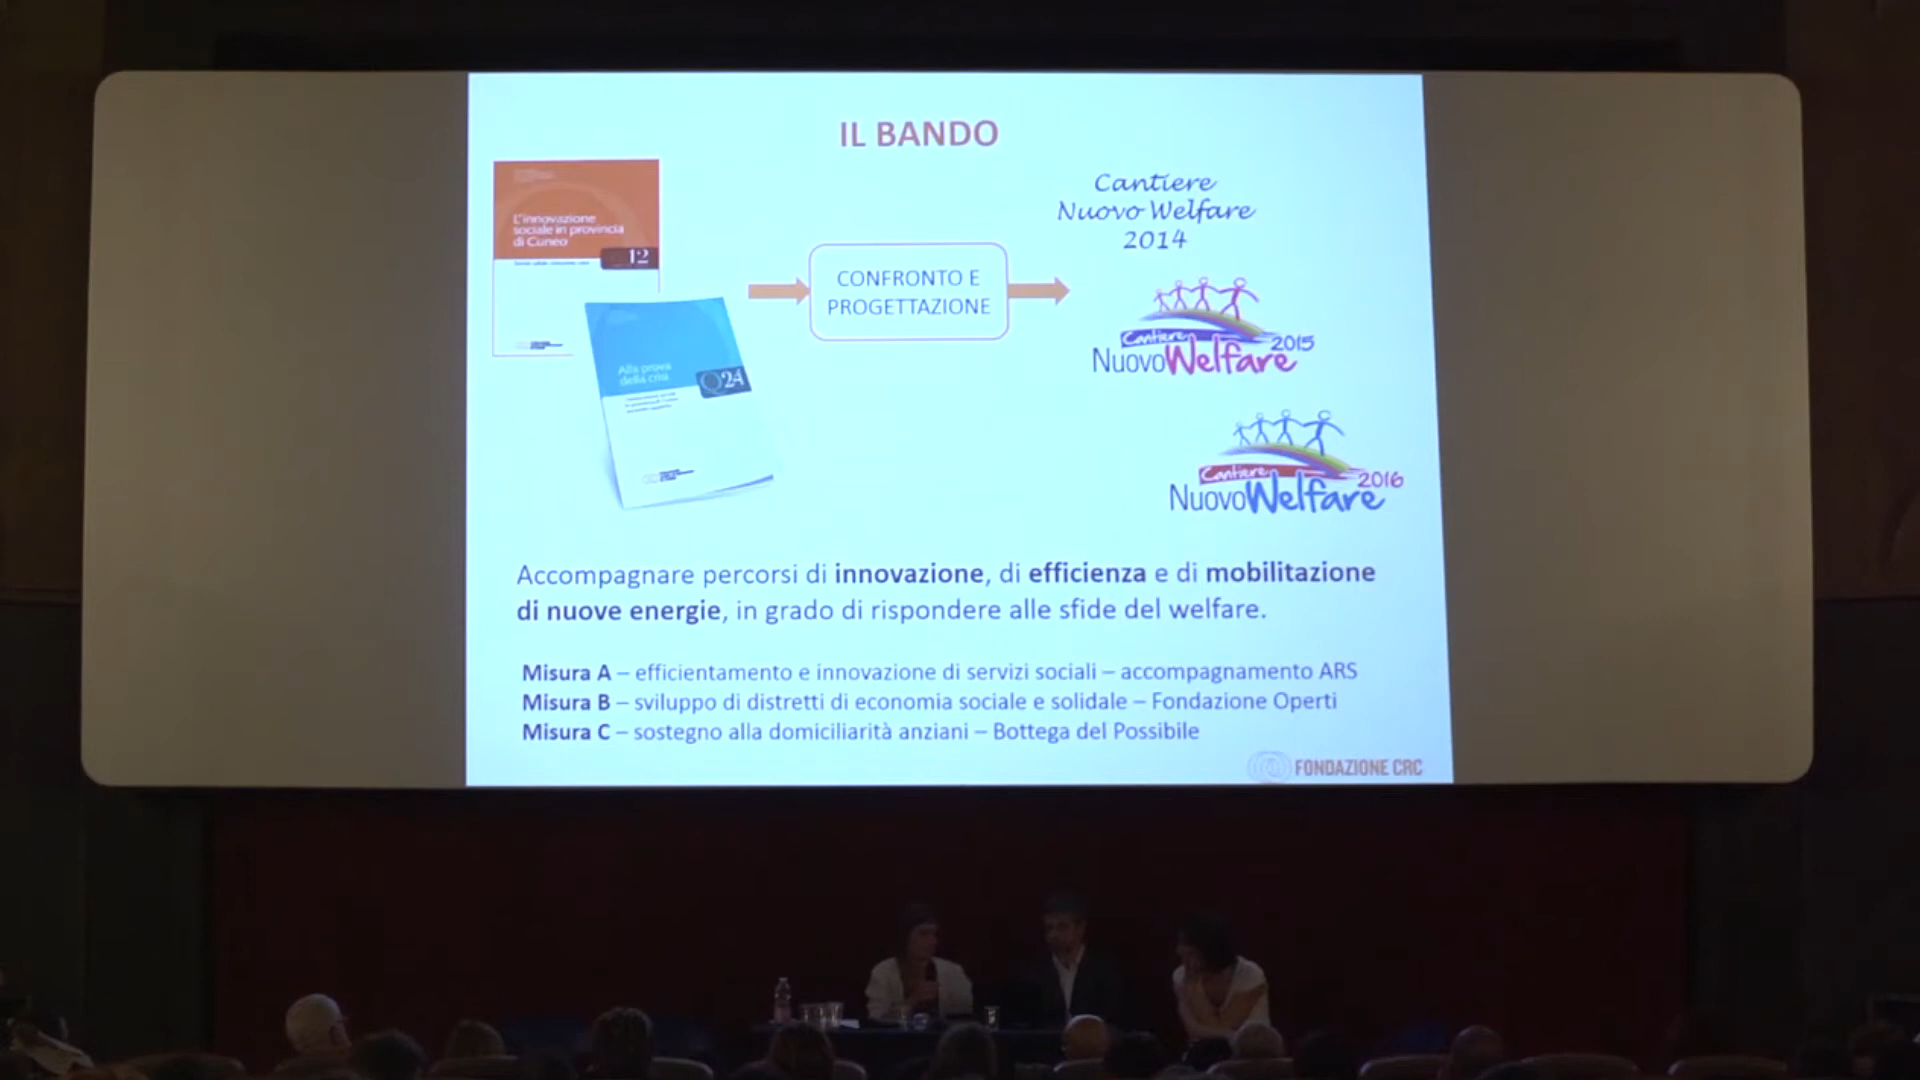 IL BANDO
L'innovazione
sociale in provincia
di Cuneo
12
Alla prova
della crisi
Q24
CONFRONTO E
PROGETTAZIONE
Cantiere
Nuovo Welfare
2014
Cantiere
2015
NuovoWelfare
Cantiere
2016
NuovoWelfare
Accompagnare percorsi di innovazione, di efficienza e di mobilitazione
di nuove energie, in grado di rispondere alle sfide del welfare.
Misura A – efficientamento e innovazione di servizi sociali – accompagnamento ARS
Misura B – sviluppo di distretti di economia sociale e solidale – Fondazione Operti
Misura C – sostegno alla domiciliarità anziani – Bottega del Possibile
FONDAZIONE CRC